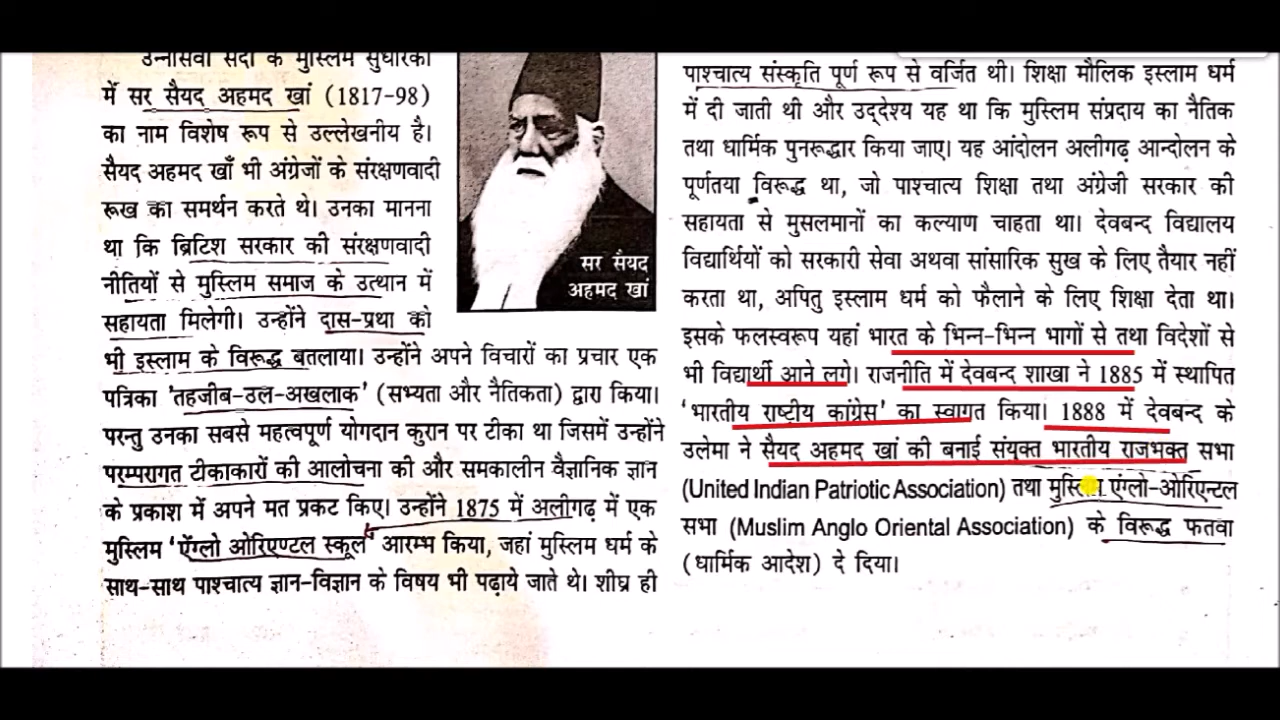 उन्नीसवीं सदी के मुस्लिम सुधारकों
में सर सैयद अहमद खां (1817-98)
का नाम विशेष रूप से उल्लेखनीय है।
सैयद अहमद खाँ भी अंग्रेजों के संरक्षणवादी
रूख का समर्थन करते थे। उनका मानना
था कि ब्रिटिश सरकार की संरक्षणवादी
नीतियों से मुस्लिम समाज के उत्थान में
सहायता मिलेगी। उन्होंने दास-प्रथा को
भी इस्लाम के विरूद्ध बतलाया। उन्होंने अपने विचारों का प्रचार एक
पत्रिका 'तहजीब-उल-अखलाक' (सभ्यता और नैतिकता) द्वारा किया।
परन्तु उनका सबसे महत्वपूर्ण योगदान कुरान पर टीका था जिसमें उन्होंने
परम्परागत टीकाकारों की आलोचना की और समकालीन वैज्ञानिक ज्ञान
के प्रकाश में अपने मत प्रकट किए। उन्होंने 1875 में अलीगढ़ में एक
मुस्लिम 'ऐंग्लो ओरिएण्टल स्कूल' आरम्भ किया, जहां मुस्लिम धर्म के
साथ-साथ पाश्चात्य ज्ञान-विज्ञान के विषय भी पढ़ाये जाते थे। शीघ्र ही
सर सैयद
अहमद खां
पाश्चात्य संस्कृति पूर्ण रूप से वर्जित थी। शिक्षा मौलिक इस्लाम धर्म
में दी जाती थी और उद्देश्य यह था कि मुस्लिम संप्रदाय का नैतिक
तथा धार्मिक पुनरूद्धार किया जाए। यह आंदोलन अलीगढ़ आन्दोलन के
पूर्णतया विरूद्ध था, जो पाश्चात्य शिक्षा तथा अंग्रेजी सरकार की
सहायता से मुसलमानों का कल्याण चाहता था। देवबन्द विद्यालय
विद्यार्थियों को सरकारी सेवा अथवा सांसारिक सुख के लिए तैयार नहीं
करता था, अपितु इस्लाम धर्म को फैलाने के लिए शिक्षा देता था।
इसके फलस्वरूप यहां भारत के भिन्न-भिन्न भागों से तथा विदेशों से
भी विद्यार्थी आने लगे। राजनीति में देवबन्द शाखा ने 1885 में स्थापित
'भारतीय राष्ट्रीय कांग्रेस' का स्वागत किया। 1888 में देवबन्द के
उलेमा ने सैयद अहमद खां की बनाई संयुक्त भारतीय राजभक्त सभा
(United Indian Patriotic Association) तथा मुस्लिम एंग्लो-ओरिएन्टल
सभा (Muslim Anglo Oriental Association) के विरूद्ध फतवा
(धार्मिक आदेश) दे दिया।